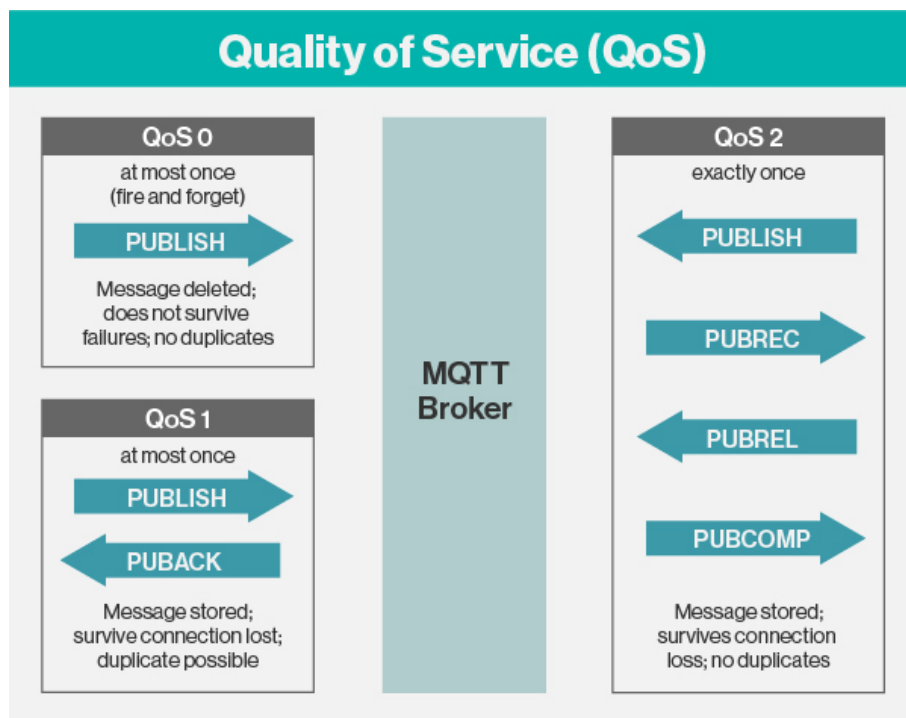 Quality of Service (QoS)
QoS 0
at most once
(fire and forget)
PUBLISH
Message deleted;
does not survive
failures; no duplicates
QoS 1
at most once
PUBLISH
PUBACK
Message stored;
survive connection lost;
duplicate possible
MQTT
Broker
QoS 2
exactly once
PUBLISH
PUBREC
PUBREL
PUBCOMP
Message stored;
survives connection
loss; no duplicates